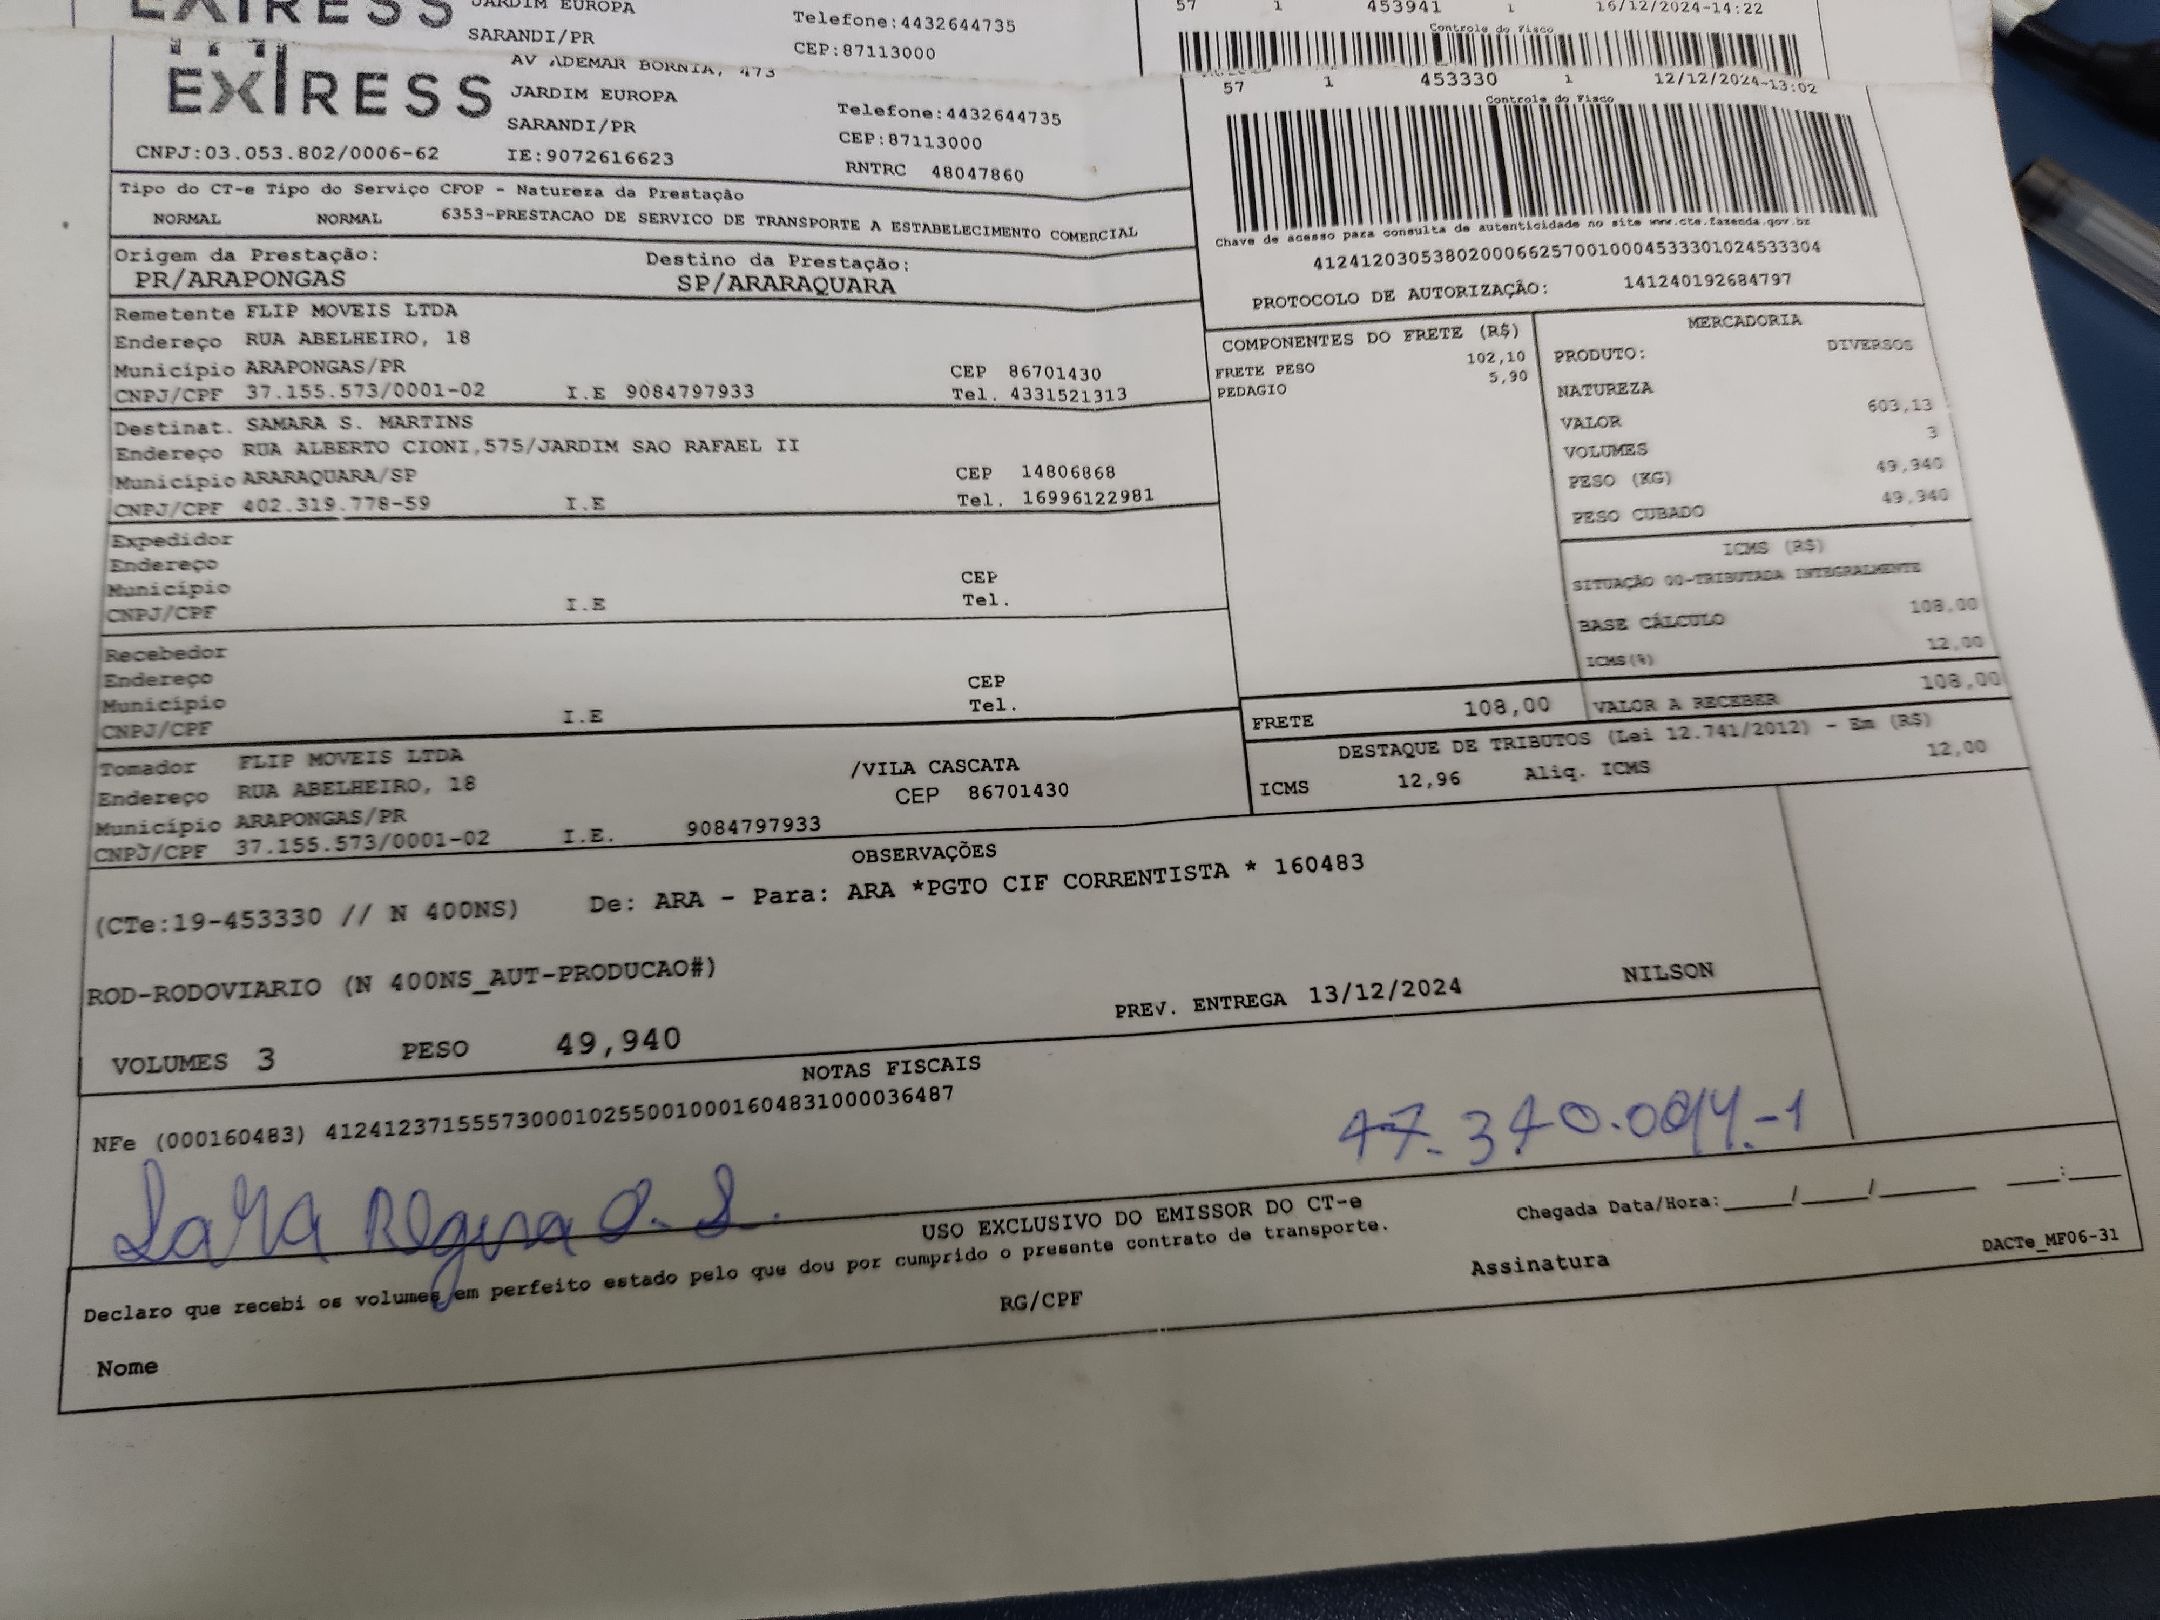 EXIRESS
JARDIM EUROPA
SARANDI/PR
Telefone:4432644735
CEP:87113000
57 1 453941 1 16/12/2024-14:22
Controle do Fisco
EXIRESS
AV ADEMAR BORNIA, 473
JARDIM EUROPA
SARANDI/PR
Telefone:4432644735
CEP:87113000
CNPJ:03.053.802/0006-62 IE:9072616623 RNTRC 48047860
57 1 453330 1 12/12/2024-13:02
Controle do Fisco
Chave de acesso para consulta de autenticidade no site www.cte.fazenda.gov.br
41241203053802000662570010004533301024533304
PROTOCOLO DE AUTORIZAÇÃO: 141240192684797
Tipo do CT-e Tipo do Serviço CFOP - Natureza da Prestação
NORMAL NORMAL 6353-PRESTACAO DE SERVICO DE TRANSPORTE A ESTABELECIMENTO COMERCIAL
Origem da Prestação: Destino da Prestação:
PR/ARAPONGAS SP/ARARAQUARA
Remetente FLIP MOVEIS LTDA
Endereço RUA ABELHEIRO, 18
Município ARAPONGAS/PR CEP 86701430
CNPJ/CPF 37.155.573/0001-02 I.E 9084797933 Tel. 4331521313
Destinat. SAMARA S. MARTINS
Endereço RUA ALBERTO CIONI,575/JARDIM SAO RAFAEL II
Município ARARAQUARA/SP CEP 14806868
CNPJ/CPF 402.319.778-59 I.E Tel. 16996122981
Expedidor
Endereço
Município CEP
CNPJ/CPF I.E Tel.
Recebedor
Endereço
Município CEP
CNPJ/CPF I.E Tel.
Tomador FLIP MOVEIS LTDA
Endereço RUA ABELHEIRO, 18 /VILA CASCATA
Município ARAPONGAS/PR CEP 86701430
CNPJ/CPF 37.155.573/0001-02 I.E. 9084797933
COMPONENTES DO FRETE (R$)
FRETE PESO 102,10
PEDAGIO 5,90
MERCADORIA
PRODUTO: DIVERSOS
NATUREZA
VALOR 603,13
VOLUMES 3
PESO (KG) 49,940
PESO CUBADO 49,940
ICMS (R$)
SITUAÇÃO 00-TRIBUTADA INTEGRALMENTE
BASE CÁLCULO 108,00
ICMS(%) 12,00
FRETE 108,00 VALOR A RECEBER 108,00
DESTAQUE DE TRIBUTOS (Lei 12.741/2012) - Em (R$)
ICMS 12,96 Aliq. ICMS 12,00
OBSERVAÇÕES
(CTe:19-453330 // N 400NS) De: ARA - Para: ARA *PGTO CIF CORRENTISTA * 160483
ROD-RODOVIARIO (N 400NS_AUT-PRODUCAO#)
PREV. ENTREGA 13/12/2024 NILSON
VOLUMES 3 PESO 49,940
NOTAS FISCAIS
NFe (000160483) 41241237155573000102550010001604831000036487
USO EXCLUSIVO DO EMISSOR DO CT-e
Chegada Data/Hora:_____/_____/_______ ___:____
Declaro que recebi os volumes em perfeito estado pelo que dou por cumprido o presente contrato de transporte.
DACTe_MF06-31
Nome RG/CPF Assinatura